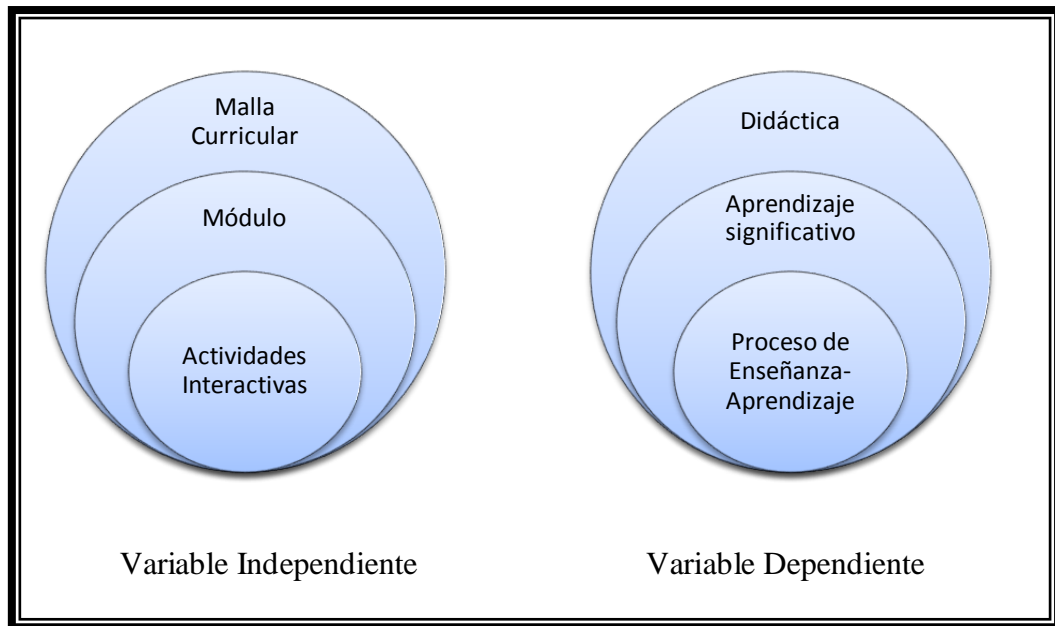 Malla
Curricular
Módulo
Actividades
Interactivas
Variable Independiente
Didáctica
Aprendizaje
significativo
Proceso de
Enseñanza-
Aprendizaje
Variable Dependiente